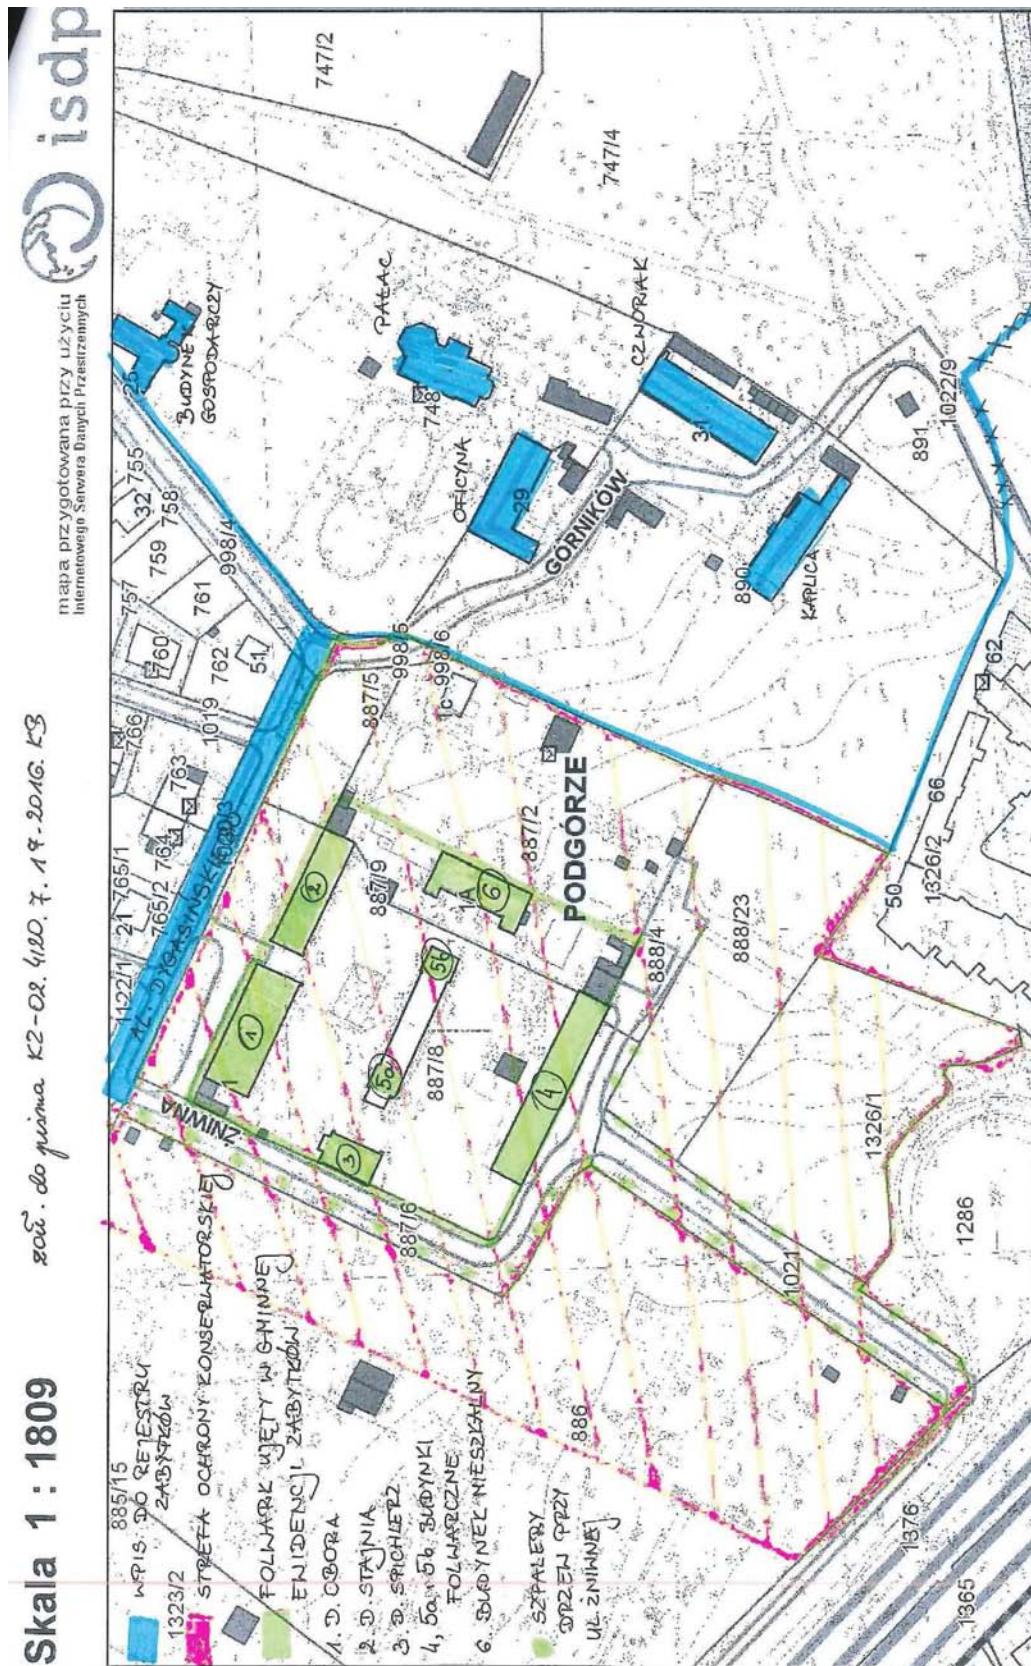 Skala 1 : 1809
zał. do pisma K2-02.4120.7.17.2016.KB
mapa przygotowana przy użyciu
Internetowego Serwera Danych Przestrzennych
isdp
885/15
WPIS DO REJESTRU
ZABYTKÓW
1323/2
STREFA OCHRONY KONSERWATORSKIEJ
FOLWARK UJĘTY W GMINNEJ
EWIDENCJI ZABYTKÓW
1. D. OBORA
2. D. STAJNIA
3. D. SPICHLERZ
4, 5a, 5b. BUDYNKI
FOLWARCZNE
6. BUDYNEK MIESZKALNY
SZPALERY
DRZEW PRZY
UL. ŻNIWNEJ
886
1376
1365
1021
1286
1326/1
ŻNIWNA
887/6
1
1
2
3
4
5a
5b
6
1A
887/8
887/9
887/2
887/5
888/4
888/23
PODGÓRZE
AL. DYGASIŃSKIEGO
1122/1
21
765/1
765/2
764
763
766
1019
762
761
760
759
758
757
755
32
51
998/4
998/5
998/6
25
BUDYNEK
GOSPODARCZY
PAŁAC
748
OFICYNA
29
GÓRNIKÓW
CZWORAK
31
KAPLICA
890
891
1022/9
747/2
747/4
50
1326/2
66
62